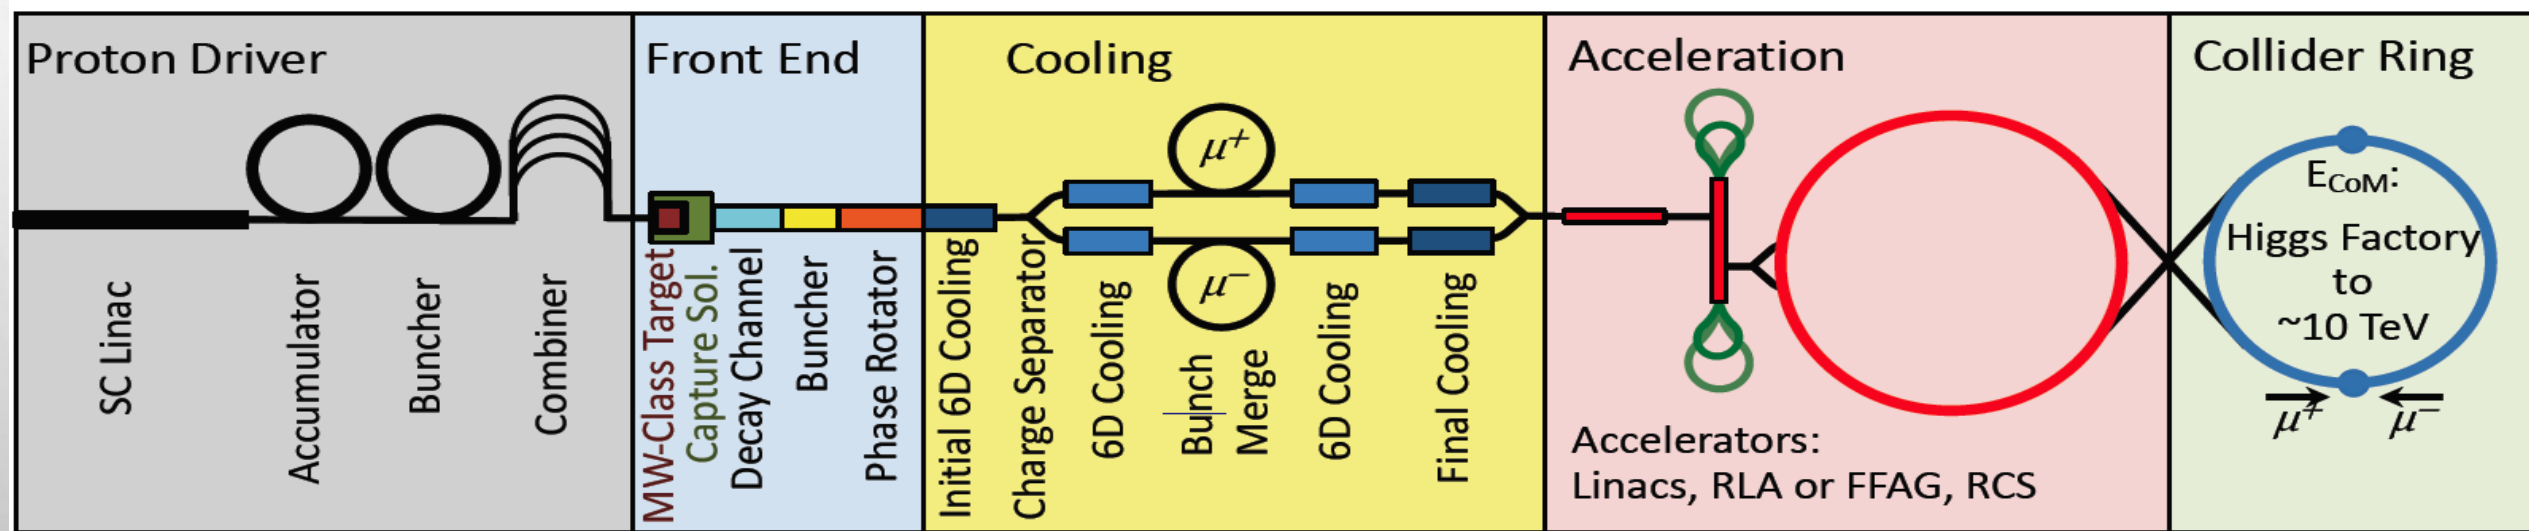 Proton Driver
SC Linac
Accumulator
Buncher
Combiner
Front End
MW-Class Target
Capture Sol.
Decay Channel
Buncher
Phase Rotator
Cooling
Initial 6D Cooling
Charge Separator
μ+
μ−
6D Cooling
Bunch
Merge
6D Cooling
Final Cooling
Acceleration
Accelerators:
Linacs, RLA or FFAG, RCS
Collider Ring
ECoM:
Higgs Factory
to
~10 TeV
μ+ μ−